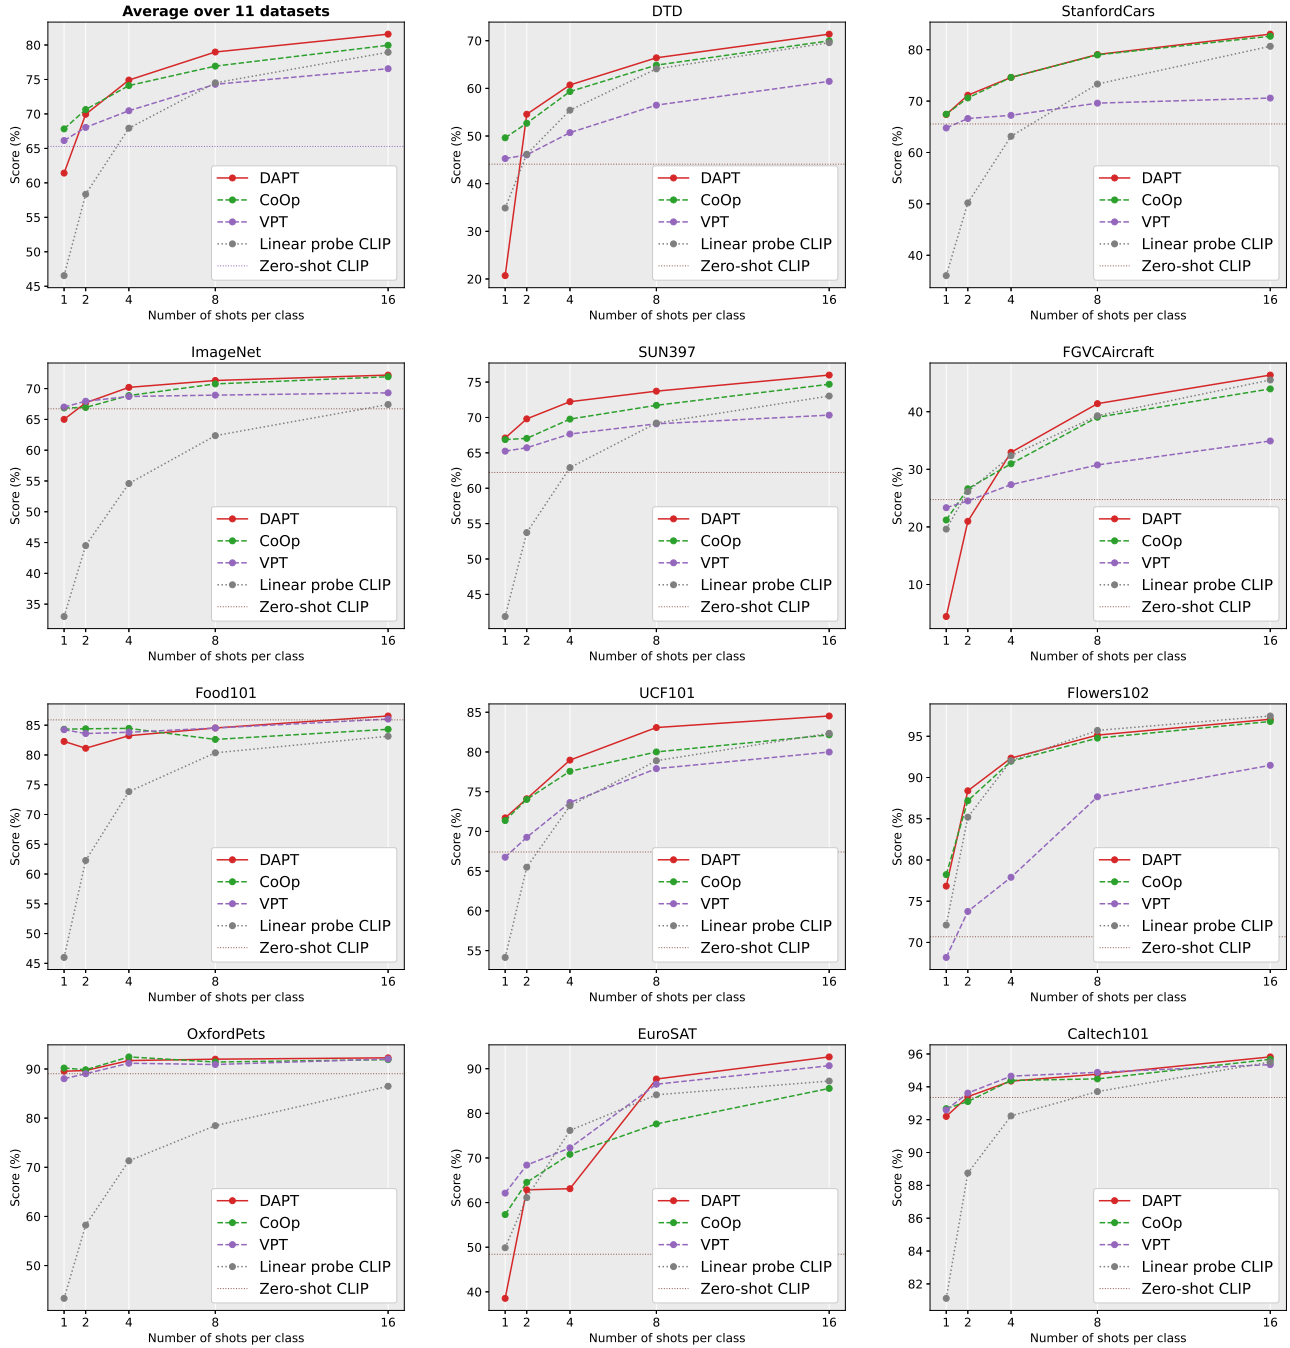 Average over 11 datasets
Score (%)
80
75
70
65
60
55
50
45
DAPT
CoOp
VPT
Linear probe CLIP
Zero-shot CLIP
1 2 4 8 16
Number of shots per class
DTD
Score (%)
70
60
50
40
30
20
DAPT
CoOp
VPT
Linear probe CLIP
Zero-shot CLIP
1 2 4 8 16
Number of shots per class
StanfordCars
Score (%)
80
70
60
50
40
DAPT
CoOp
VPT
Linear probe CLIP
Zero-shot CLIP
1 2 4 8 16
Number of shots per class
ImageNet
Score (%)
70
65
60
55
50
45
40
35
DAPT
CoOp
VPT
Linear probe CLIP
Zero-shot CLIP
1 2 4 8 16
Number of shots per class
SUN397
Score (%)
75
70
65
60
55
50
45
DAPT
CoOp
VPT
Linear probe CLIP
Zero-shot CLIP
1 2 4 8 16
Number of shots per class
FGVCAircraft
Score (%)
40
30
20
10
DAPT
CoOp
VPT
Linear probe CLIP
Zero-shot CLIP
1 2 4 8 16
Number of shots per class
Food101
Score (%)
85
80
75
70
65
60
55
50
45
DAPT
CoOp
VPT
Linear probe CLIP
Zero-shot CLIP
1 2 4 8 16
Number of shots per class
UCF101
Score (%)
85
80
75
70
65
60
55
DAPT
CoOp
VPT
Linear probe CLIP
Zero-shot CLIP
1 2 4 8 16
Number of shots per class
Flowers102
Score (%)
95
90
85
80
75
70
DAPT
CoOp
VPT
Linear probe CLIP
Zero-shot CLIP
1 2 4 8 16
Number of shots per class
OxfordPets
Score (%)
90
80
70
60
50
DAPT
CoOp
VPT
Linear probe CLIP
Zero-shot CLIP
1 2 4 8 16
Number of shots per class
EuroSAT
Score (%)
90
80
70
60
50
40
DAPT
CoOp
VPT
Linear probe CLIP
Zero-shot CLIP
1 2 4 8 16
Number of shots per class
Caltech101
Score (%)
96
94
92
90
88
86
84
82
DAPT
CoOp
VPT
Linear probe CLIP
Zero-shot CLIP
1 2 4 8 16
Number of shots per class